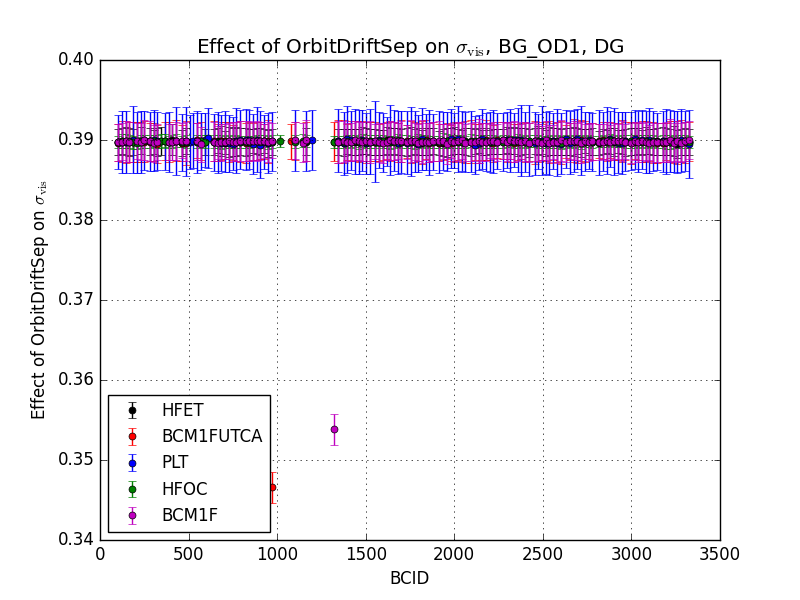 Effect of OrbitDriftSep on σvis, BG_OD1, DG
0.40
0.39
0.38
0.37
0.36
0.35
0.34
Effect of OrbitDriftSep on σvis
HFET
BCM1FUTCA
PLT
HFOC
BCM1F
0 500 1000 1500 2000 2500 3000 3500
BCID